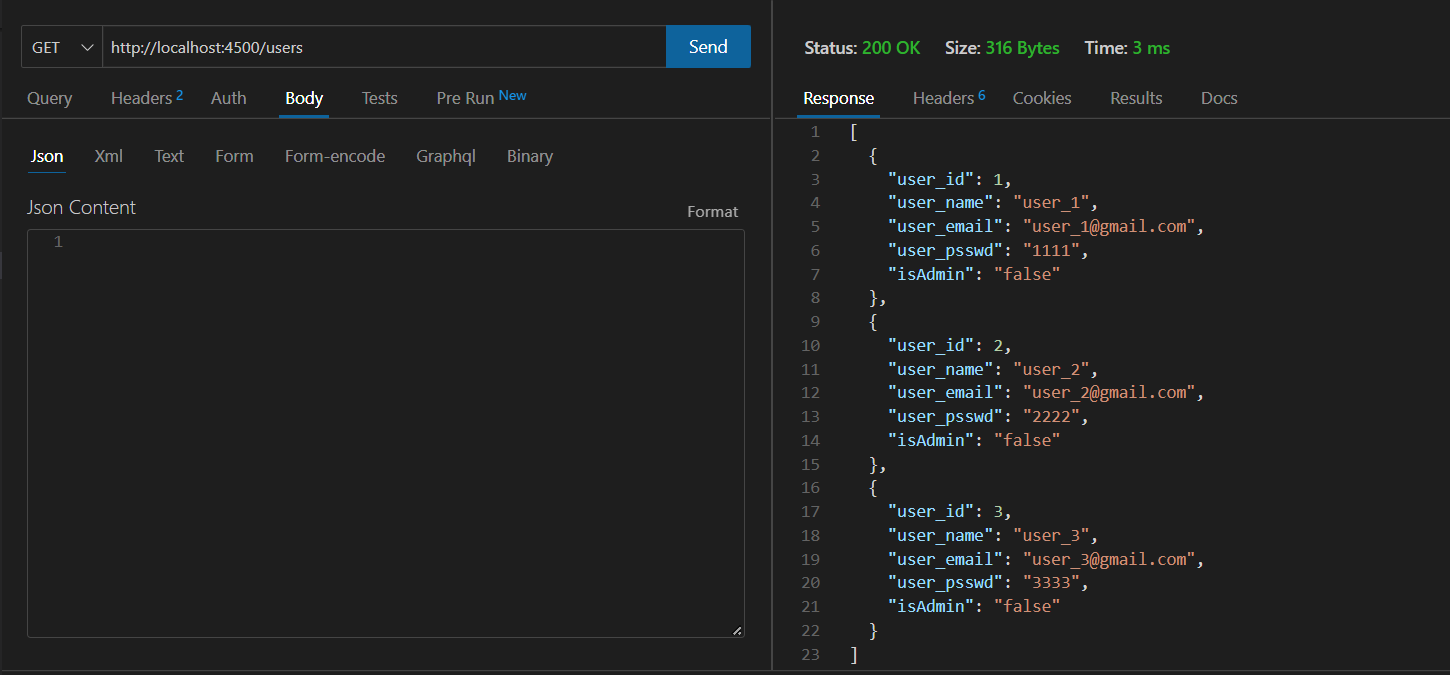 GET http://localhost:4500/users Send
Query Headers 2 Auth Body Tests Pre Run New
Json Xml Text Form Form-encode Graphql Binary
Json Content Format
1
Status: 200 OK Size: 316 Bytes Time: 3 ms
Response Headers 6 Cookies Results Docs
1 [
2 {
3 "user_id": 1,
4 "user_name": "user_1",
5 "user_email": "user_1@gmail.com",
6 "user_psswd": "1111",
7 "isAdmin": "false"
8 },
9 {
10 "user_id": 2,
11 "user_name": "user_2",
12 "user_email": "user_2@gmail.com",
13 "user_psswd": "2222",
14 "isAdmin": "false"
15 },
16 {
17 "user_id": 3,
18 "user_name": "user_3",
19 "user_email": "user_3@gmail.com",
20 "user_psswd": "3333",
21 "isAdmin": "false"
22 }
23 ]